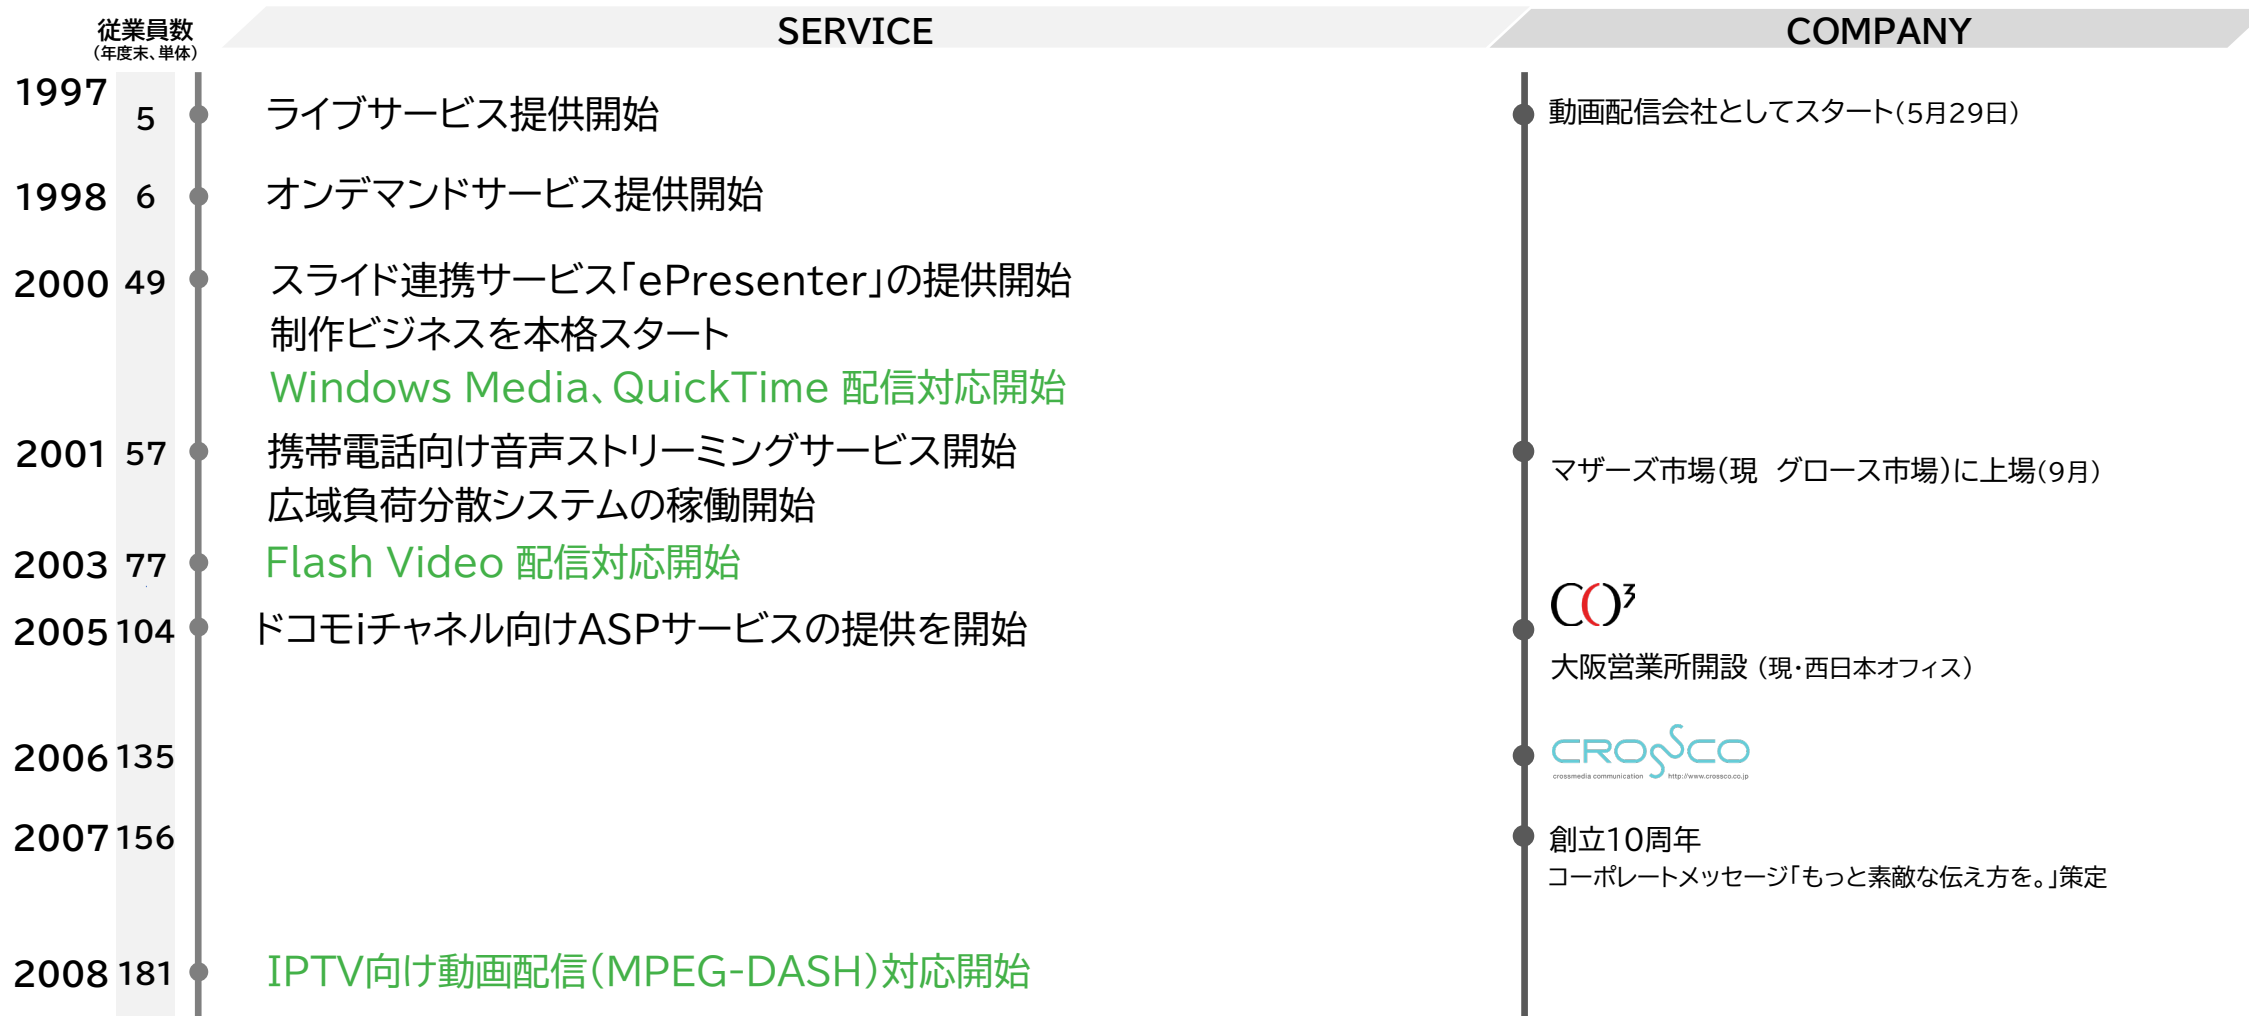 従業員数
(年度末、単体)
SERVICE
COMPANY
1997
5
ライブサービス提供開始
動画配信会社としてスタート(5月29日)
1998
6
オンデマンドサービス提供開始
2000
49
スライド連携サービス「ePresenter」の提供開始
制作ビジネスを本格スタート
Windows Media、QuickTime 配信対応開始
2001
57
携帯電話向け音声ストリーミングサービス開始
マザーズ市場(現　グロース市場)に上場(9月)
広域負荷分散システムの稼働開始
2003
77
Flash Video 配信対応開始
2005
104
ドコモiチャネル向けASPサービスの提供を開始
CO3
大阪営業所開設 (現・西日本オフィス)
2006
135
CROSSCO
crossmedia communication
http://www.crossco.co.jp
2007
156
創立10周年
コーポレートメッセージ「もっと素敵な伝え方を。」策定
2008
181
IPTV向け動画配信(MPEG-DASH)対応開始